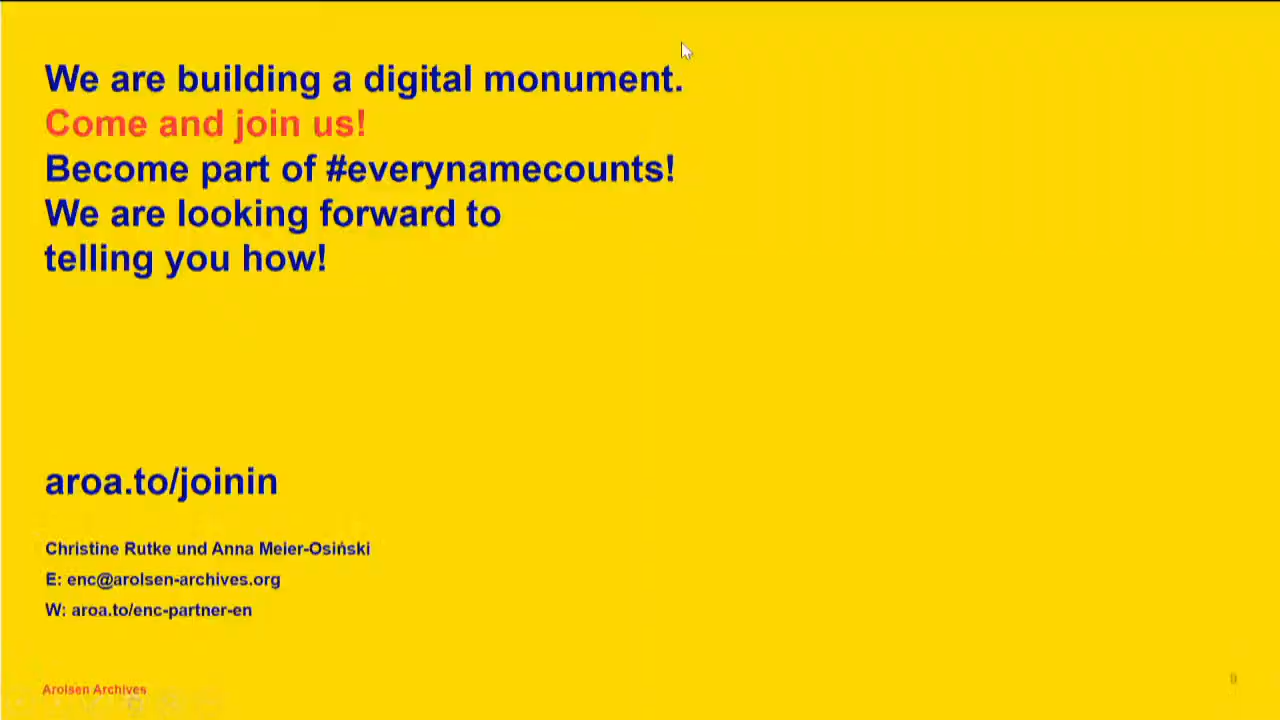 We are building a digital monument.
Come and join us!
Become part of #everynamecounts!
We are looking forward to
telling you how!
aroa.to/joinin
Christine Rutke und Anna Meier-Osiński
E: enc@arolsen-archives.org
W: aroa.to/enc-partner-en
Arolsen Archives
9